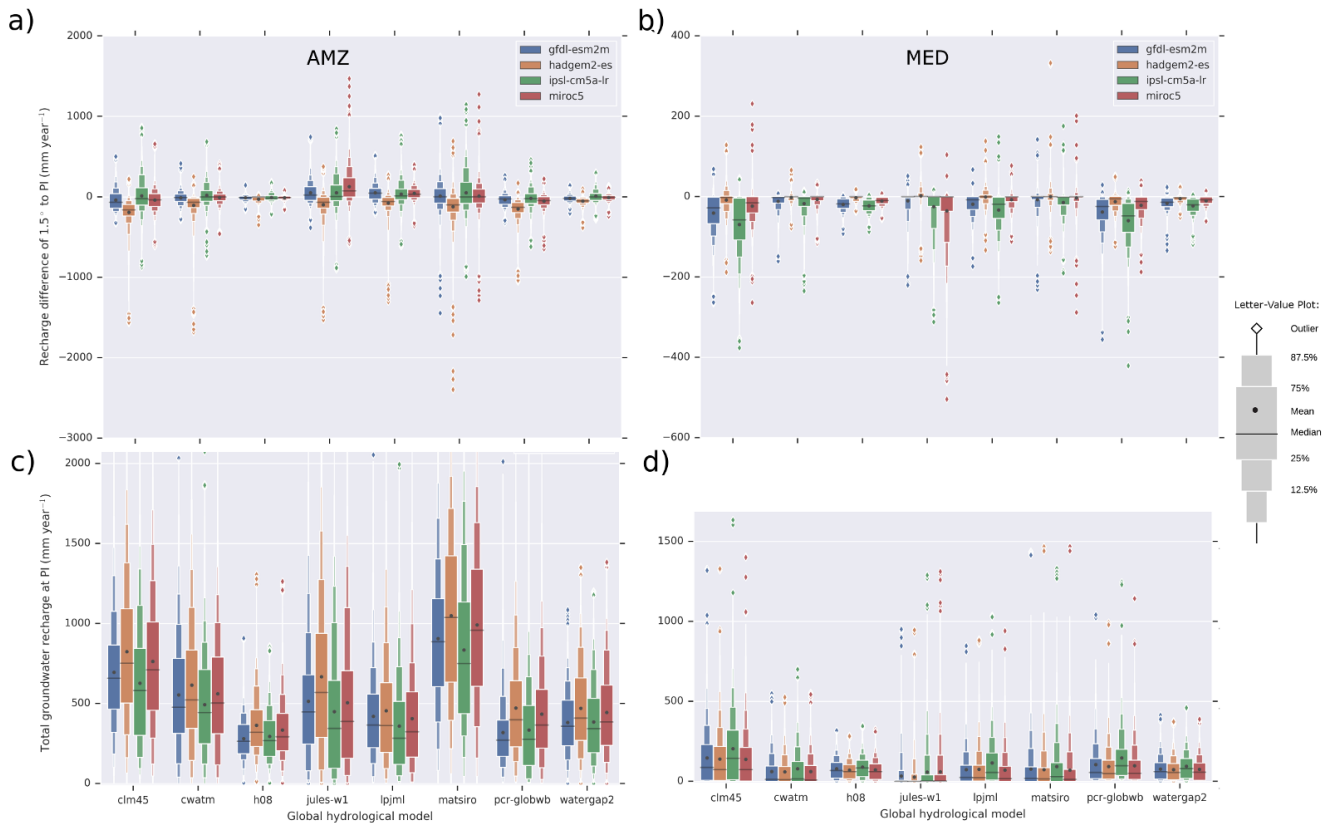 a)
AMZ
2000
1000
0
−1000
−2000
−3000
Recharge difference of 1.5 ° to PI (mm year⁻¹)
gfdl-esm2m
hadgem2-es
ipsl-cm5a-lr
miroc5
b)
MED
400
200
0
−200
−400
−600
gfdl-esm2m
hadgem2-es
ipsl-cm5a-lr
miroc5
Letter-Value Plot:
Outlier
87.5%
75%
Mean
Median
25%
12.5%
c)
2000
1500
1000
500
0
Total groundwater recharge at PI (mm year⁻¹)
clm45 cwatm h08 jules-w1 lpjml matsiro pcr-globwb watergap2
Global hydrological model
d)
1500
1000
500
0
clm45 cwatm h08 jules-w1 lpjml matsiro pcr-globwb watergap2
Global hydrological model